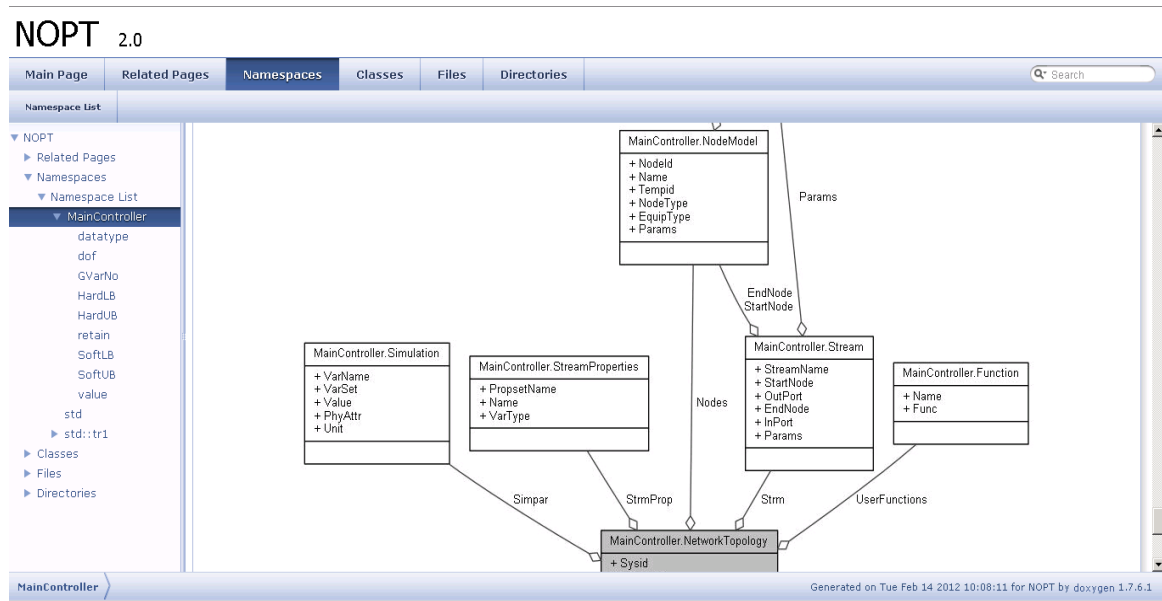 NOPT 2.0
Main Page Related Pages Namespaces Classes Files Directories Search
Namespace List
NOPT
Related Pages
Namespaces
Namespace List
MainController
datatype
dof
GVarNo
HardLB
HardUB
retain
SoftLB
SoftUB
value
std
std::tr1
Classes
Files
Directories
MainController.NodeModel
+ NodeId
+ Name
+ Tempid
+ NodeType
+ EquipType
+ Params
Params
EndNode
StartNode
MainController.Simulation
+ VarName
+ VarSet
+ Value
+ PhyAttr
+ Unit
MainController.StreamProperties
+ PropsetName
+ Name
+ VarType
Nodes
MainController.Stream
+ StreamName
+ StartNode
+ OutPort
+ EndNode
+ InPort
+ Params
MainController.Function
+ Name
+ Func
Simpar
StrmProp
Strm
UserFunctions
MainController.NetworkTopology
+ Sysid
MainController
Generated on Tue Feb 14 2012 10:08:11 for NOPT by doxygen 1.7.6.1